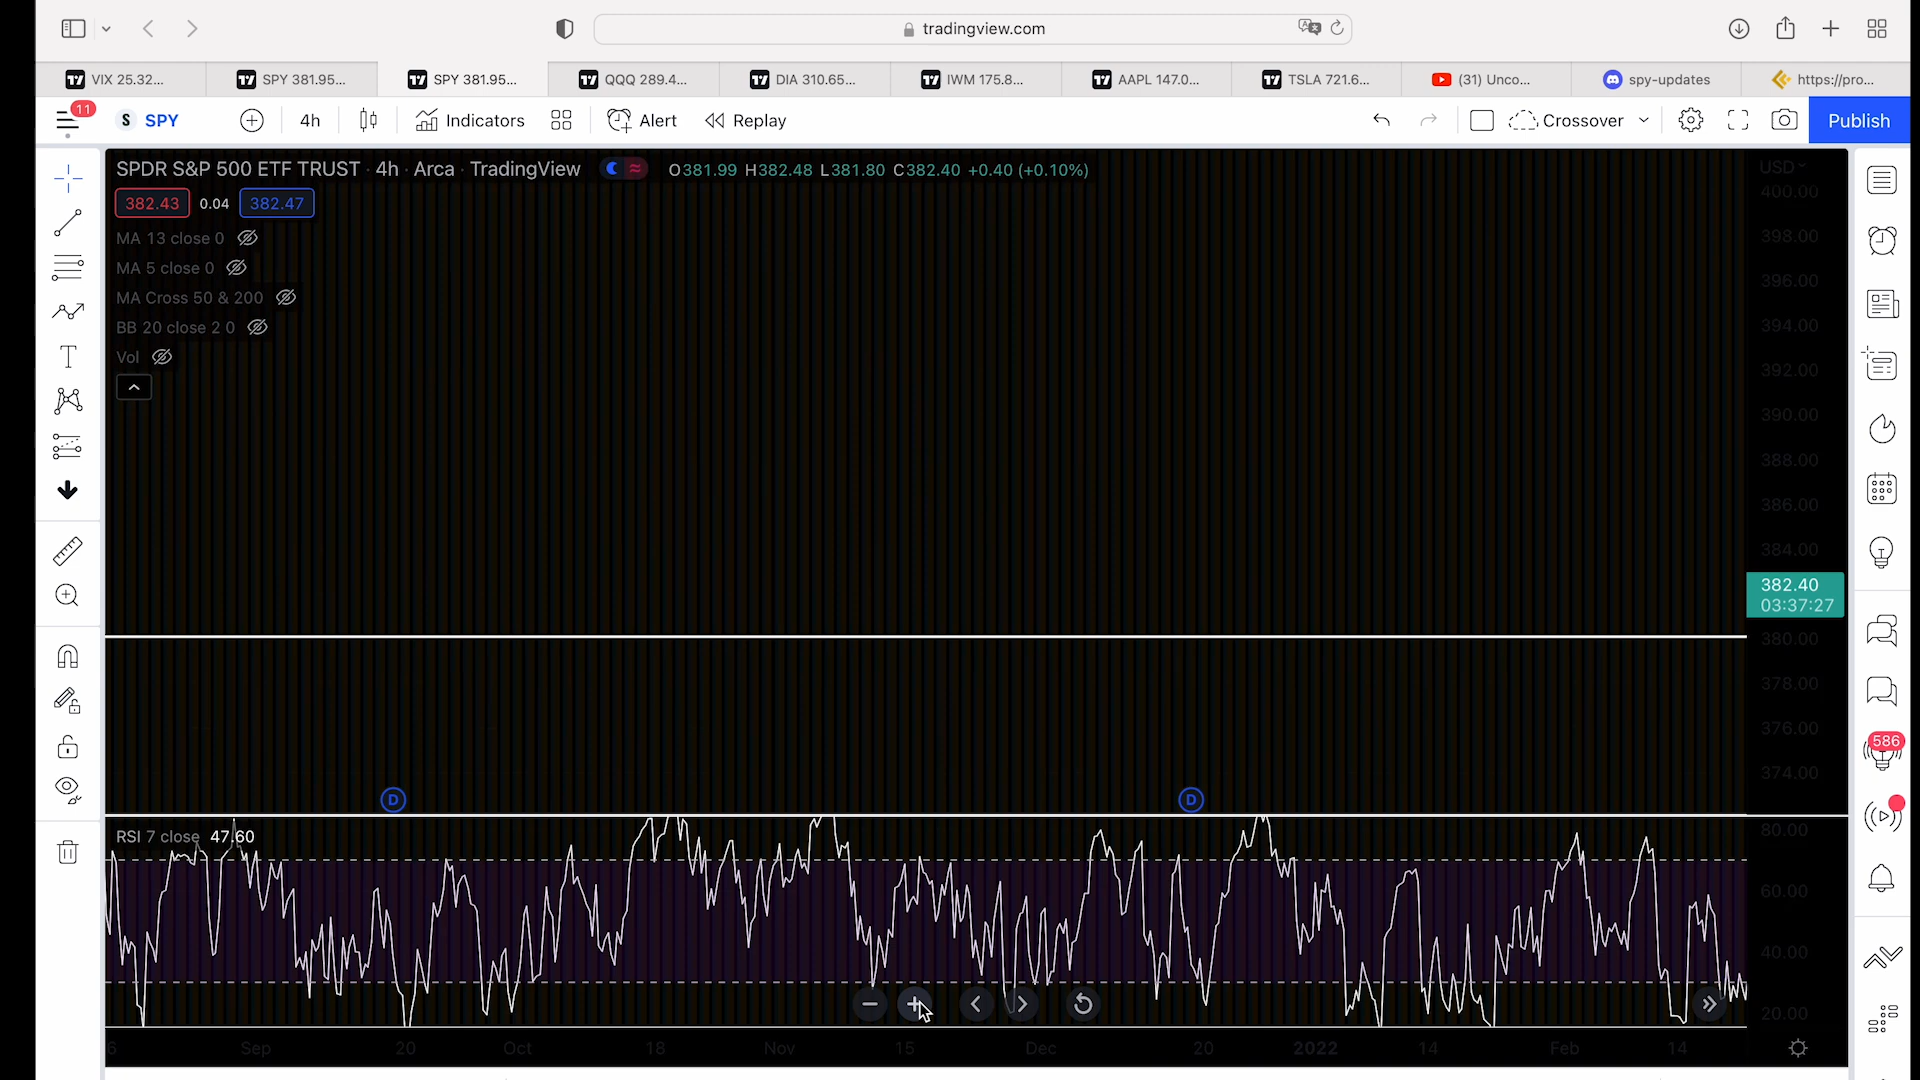 tradingview.com
VIX 25.32...
SPY 381.95...
SPY 381.95...
QQQ 289.4...
DIA 310.65...
IWM 175.8...
AAPL 147.0...
TSLA 721.6...
(31) Unco...
spy-updates
https://pro...
11
S SPY
4h
Indicators
Alert
Replay
Crossover
Publish
SPDR S&P 500 ETF TRUST · 4h · Arca · TradingView
O381.99 H382.48 L381.80 C382.40 +0.40 (+0.10%)
USD
382.43 0.04 382.47
MA 13 close 0
MA 5 close 0
MA Cross 50 & 200
BB 20 close 2 0
Vol
400.00
398.00
396.00
394.00
392.00
390.00
388.00
386.00
384.00
382.40
03:37:27
380.00
378.00
376.00
374.00
586
D
D
RSI 7 close 47.60
80.00
60.00
40.00
20.00
6 Sep 20 Oct 18 Nov 15 Dec 20 2022 14 Feb 14